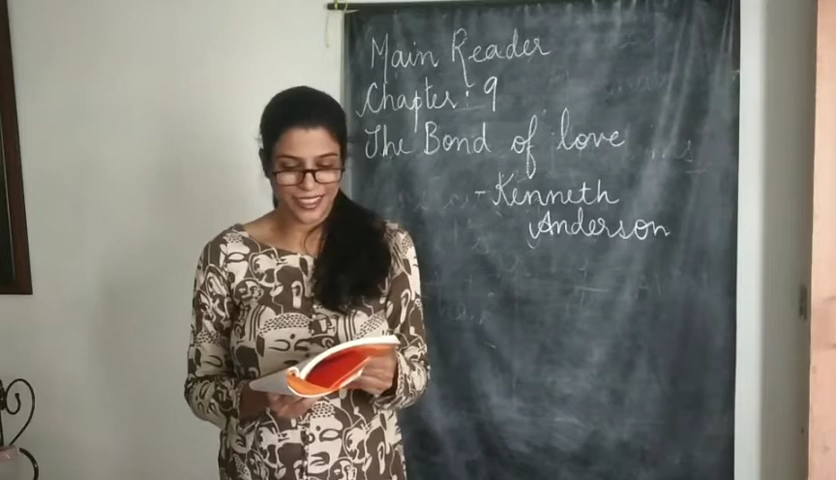 Main Reader
Chapter: 9
The Bond of love
- Kenneth
Anderson